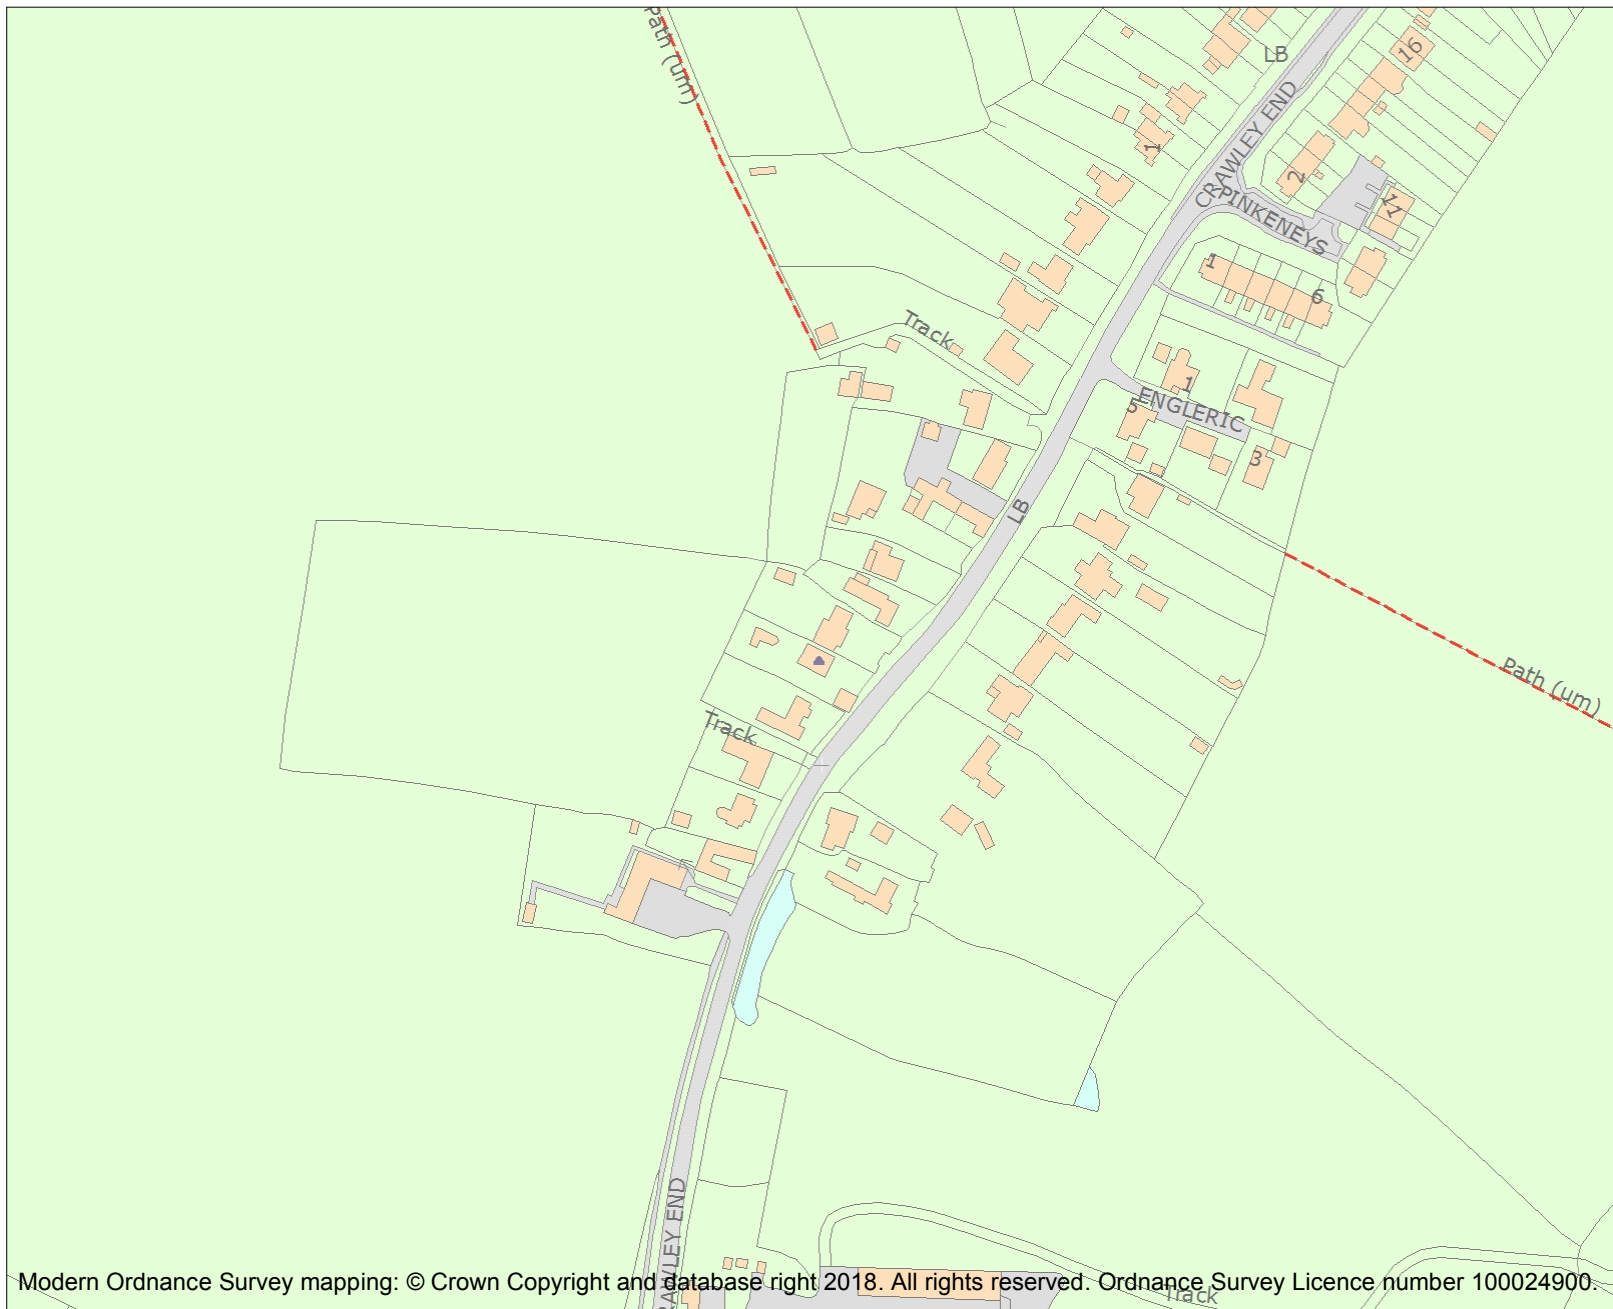 Path (um)
LB
16
CRAWLEY END
1
2
11
PINKENEYS
1
6
Track
1
ENGLERIC
5
3
LB
Path (um)
Track
CRAWLEY END
Modern Ordnance Survey mapping: © Crown Copyright and database right 2018. All rights reserved. Ordnance Survey Licence number 100024900.
Track